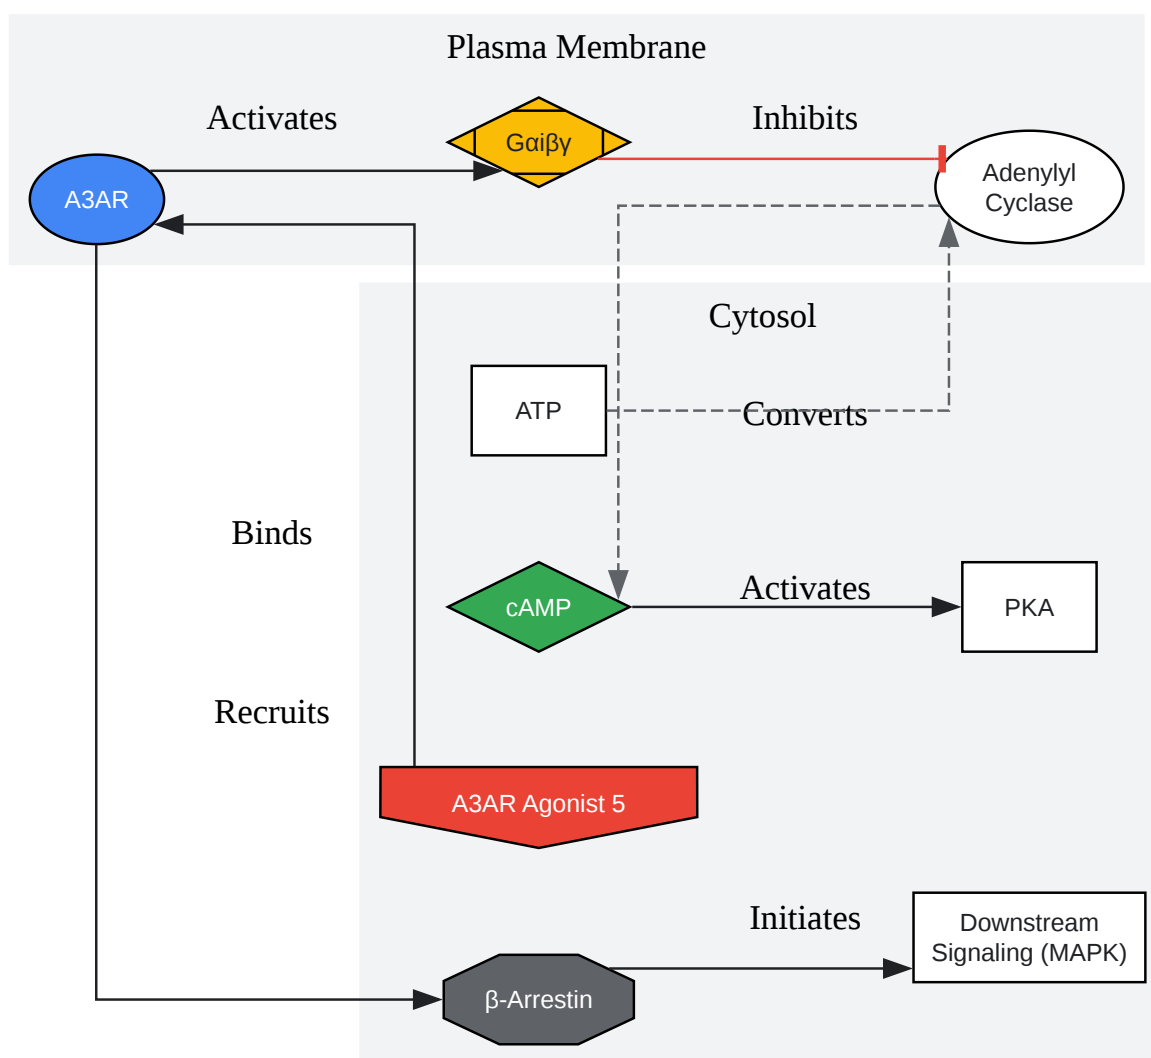 Plasma Membrane
Activates
Gαiβγ
Inhibits
A3AR
Adenylyl
Cyclase
Cytosol
ATP
Converts
Binds
cAMP
Activates
PKA
Recruits
A3AR Agonist 5
Initiates
Downstream
Signaling (MAPK)
β-Arrestin